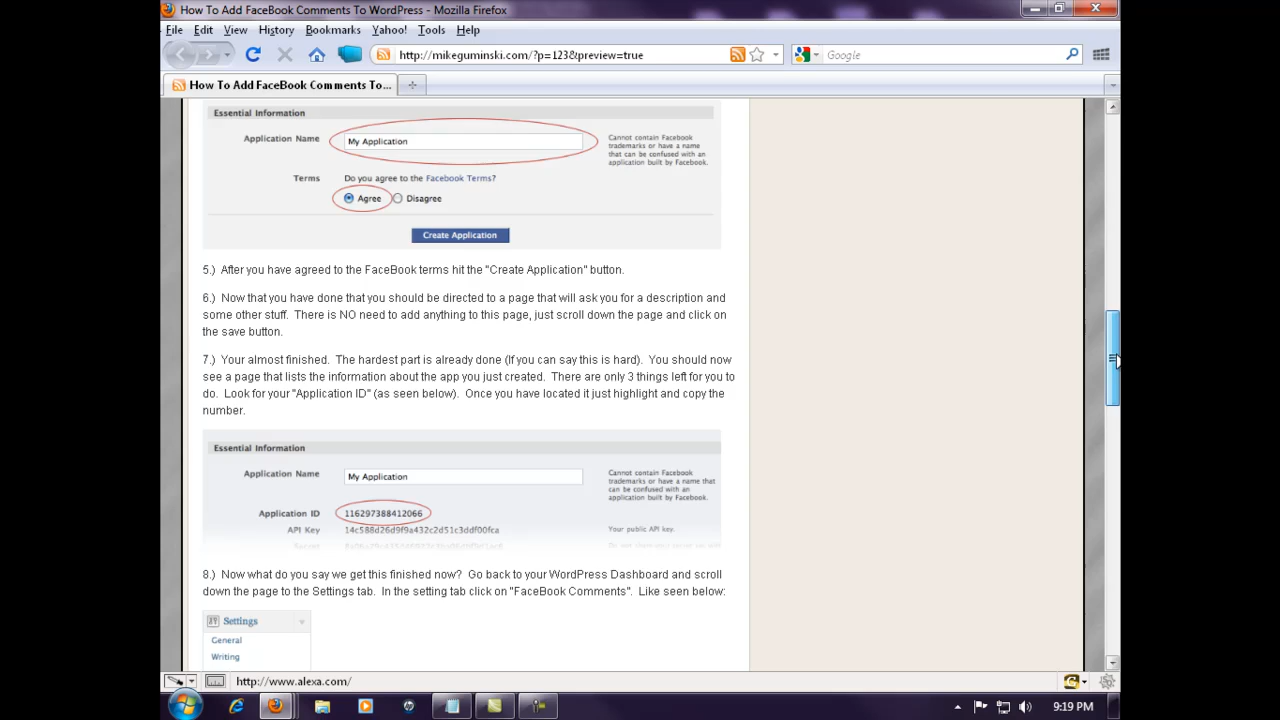 How To Add FaceBook Comments To WordPress - Mozilla Firefox
File Edit View History Bookmarks Yahoo! Tools Help
http://mikeguminski.com/?p=123&preview=true
Google
How To Add FaceBook Comments To...
Essential Information
Application Name My Application
Cannot contain Facebook
trademarks or have a name
that can be confused with an
application built by Facebook.
Terms Do you agree to the Facebook Terms?
Agree Disagree
Create Application
5.) After you have agreed to the FaceBook terms hit the "Create Application" button.
6.) Now that you have done that you should be directed to a page that will ask you for a description and
some other stuff. There is NO need to add anything to this page, just scroll down the page and click on
the save button.
7.) Your almost finished. The hardest part is already done (If you can say this is hard). You should now
see a page that lists the information about the app you just created. There are only 3 things left for you to
do. Look for your "Application ID" (as seen below). Once you have located it just highlight and copy the
number.
Essential Information
Application Name My Application
Cannot contain Facebook
trademarks or have a name that
can be confused with an
application built by Facebook.
Application ID 116297388412066
API Key 14c588d26d9f9a432c2d51c3ddf00fca Your public API key.
Secret
8.) Now what do you say we get this finished now? Go back to your WordPress Dashboard and scroll
down the page to the Settings tab. In the setting tab click on "FaceBook Comments". Like seen below:
Settings
General
Writing
http://www.alexa.com/
9:19 PM